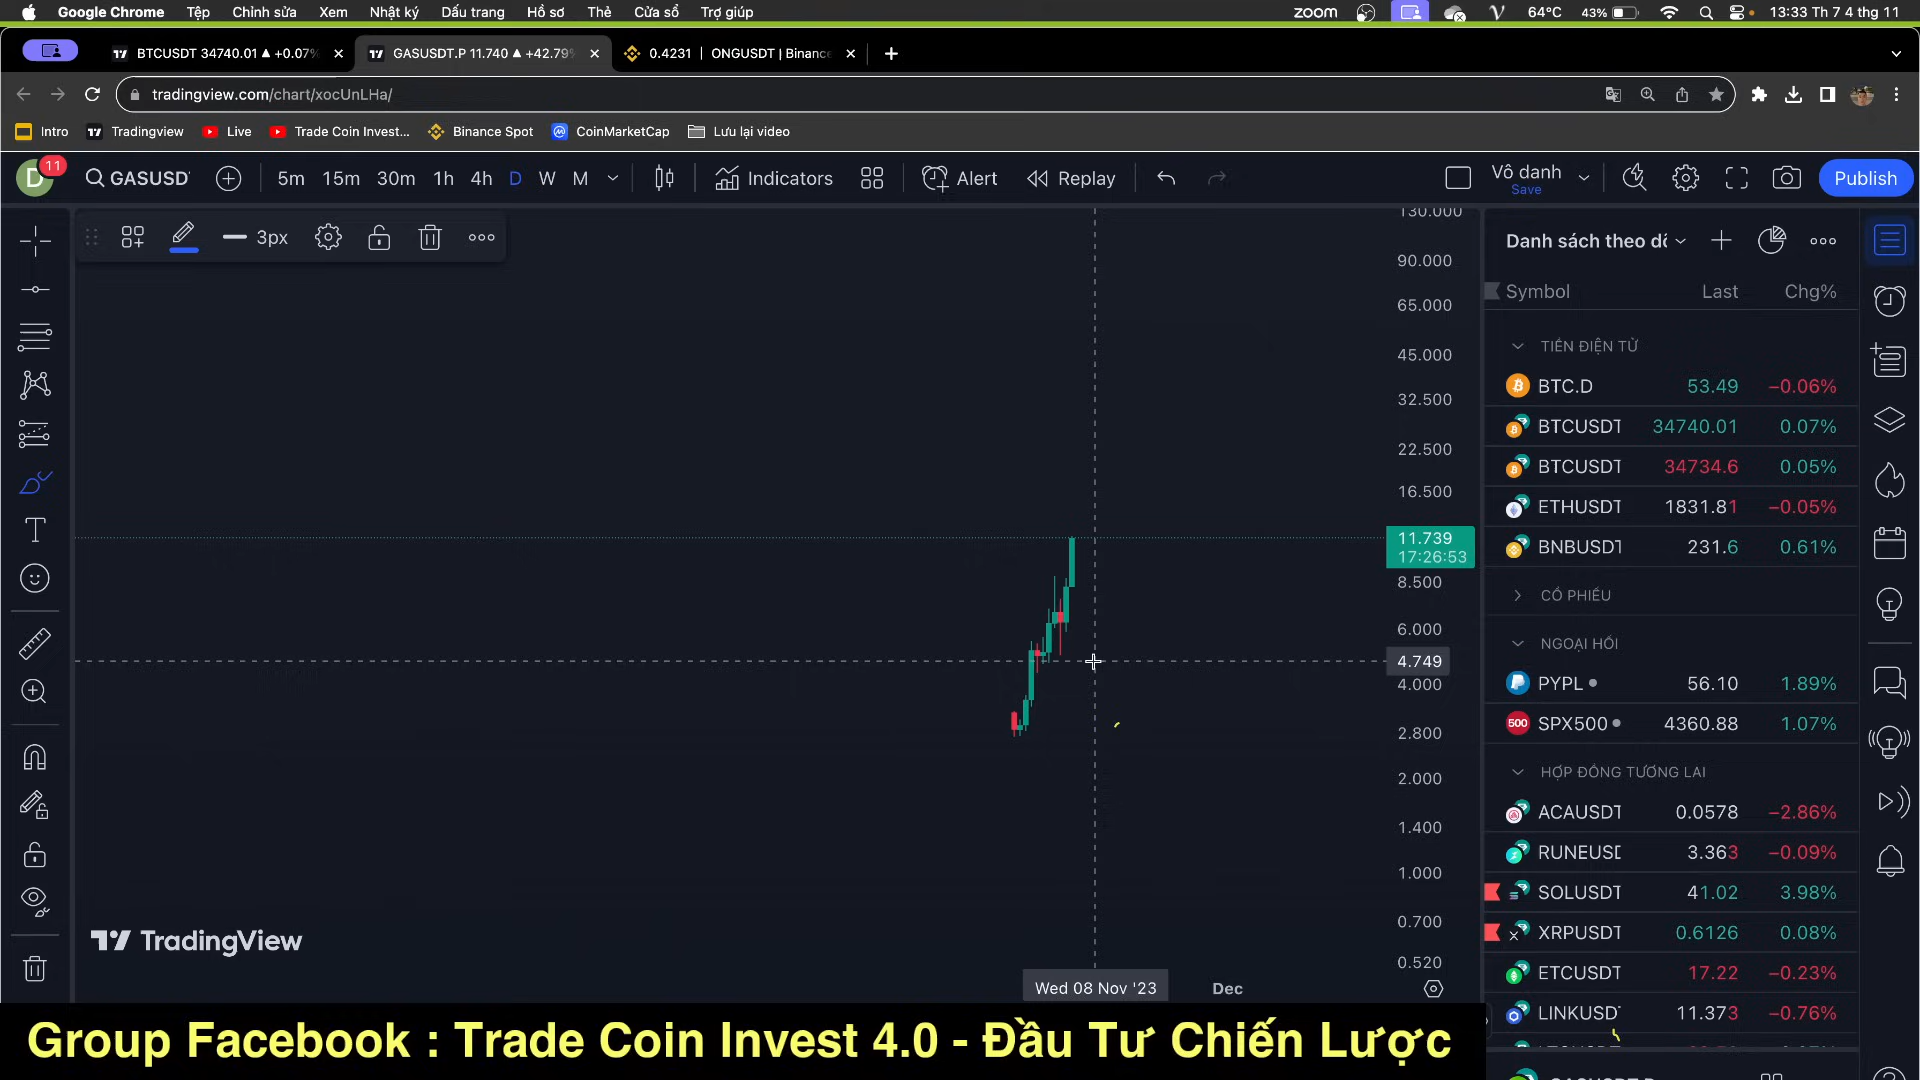 Google Chrome Tệp Chỉnh sửa Xem Nhật ký Dấu trang Hồ sơ Thẻ Cửa sổ Trợ giúp zoom 64°C 43% 13:33 Th 7 4 thg 11
BTCUSDT 34740.01 ▲ +0.07% GASUSDT.P 11.740 ▲ +42.79% 0.4231 | ONGUSDT | Binance
tradingview.com/chart/xocUnLHa/
Intro Tradingview Live Trade Coin Invest... Binance Spot CoinMarketCap Lưu lại video
D 11 GASUSD 5m 15m 30m 1h 4h D W M Indicators Alert Replay Vô danh Save Publish
3px
Danh sách theo dõ
Symbol Last Chg%
TIỀN ĐIỆN TỬ
BTC.D 53.49 −0.06%
BTCUSDT 34740.01 0.07%
BTCUSDT 34734.6 0.05%
ETHUSDT 1831.81 −0.05%
BNBUSDT 231.6 0.61%
CỔ PHIẾU
NGOẠI HỐI
PYPL 56.10 1.89%
500 SPX500 4360.88 1.07%
HỢP ĐỒNG TƯƠNG LAI
ACAUSDT 0.0578 −2.86%
RUNEUSD 3.363 −0.09%
SOLUSDT 41.02 3.98%
XRPUSDT 0.6126 0.08%
ETCUSDT 17.22 −0.23%
LINKUSD 11.373 −0.76%
130.000
90.000
65.000
45.000
32.500
22.500
16.500
11.739
17:26:53
8.500
6.000
4.749
4.000
2.800
2.000
1.400
1.000
0.700
0.520
TradingView
Wed 08 Nov '23 Dec
Group Facebook : Trade Coin Invest 4.0 - Đầu Tư Chiến Lược